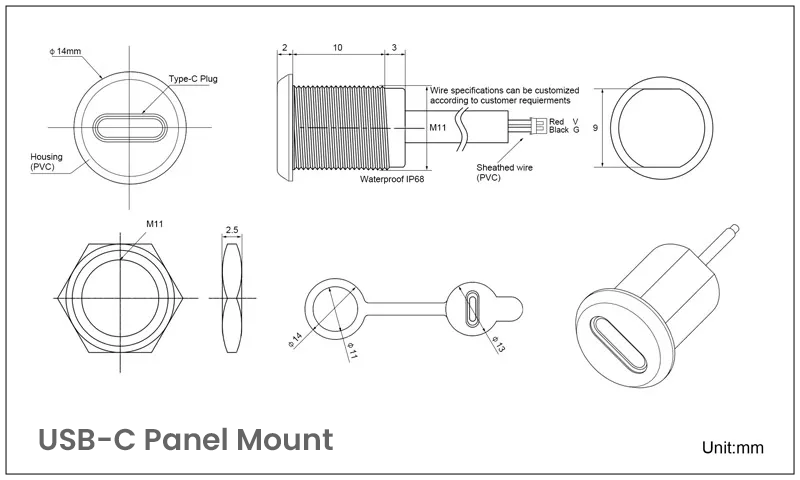 ϕ 14mm
Type-C Plug
Housing
(PVC)
2
10
3
Wire specifications can be customized
according to customer requierments
M11
Red V
Black G
Sheathed wire
(PVC)
Waterproof IP68
9
M11
2.5
ϕ 14
ϕ 11
ϕ 13
USB-C Panel Mount
Unit:mm